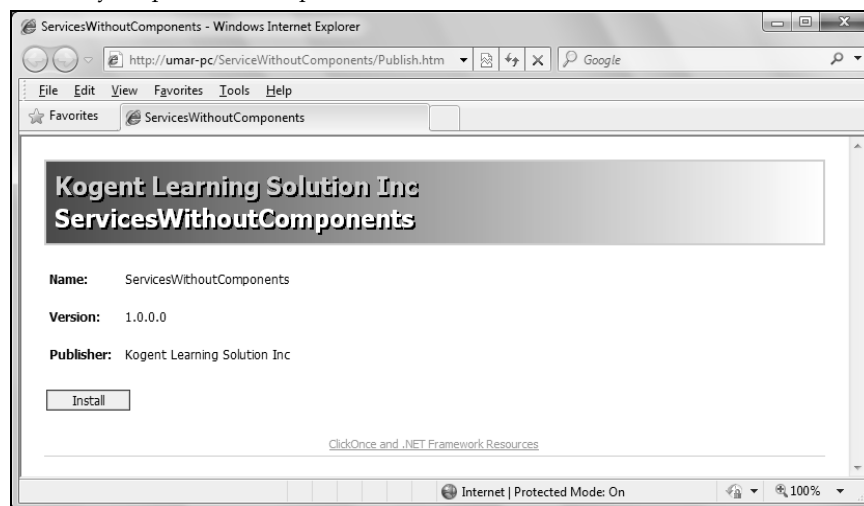 ServicesWithoutComponents - Windows Internet Explorer
http://umar-pc/ServiceWithoutComponents/Publish.htm
Google
File Edit View Favorites Tools Help
Favorites ServicesWithoutComponents
Kogent Learning Solution Inc
ServicesWithoutComponents
Name: ServicesWithoutComponents
Version: 1.0.0.0
Publisher: Kogent Learning Solution Inc
Install
ClickOnce and .NET Framework Resources
Internet | Protected Mode: On 100%